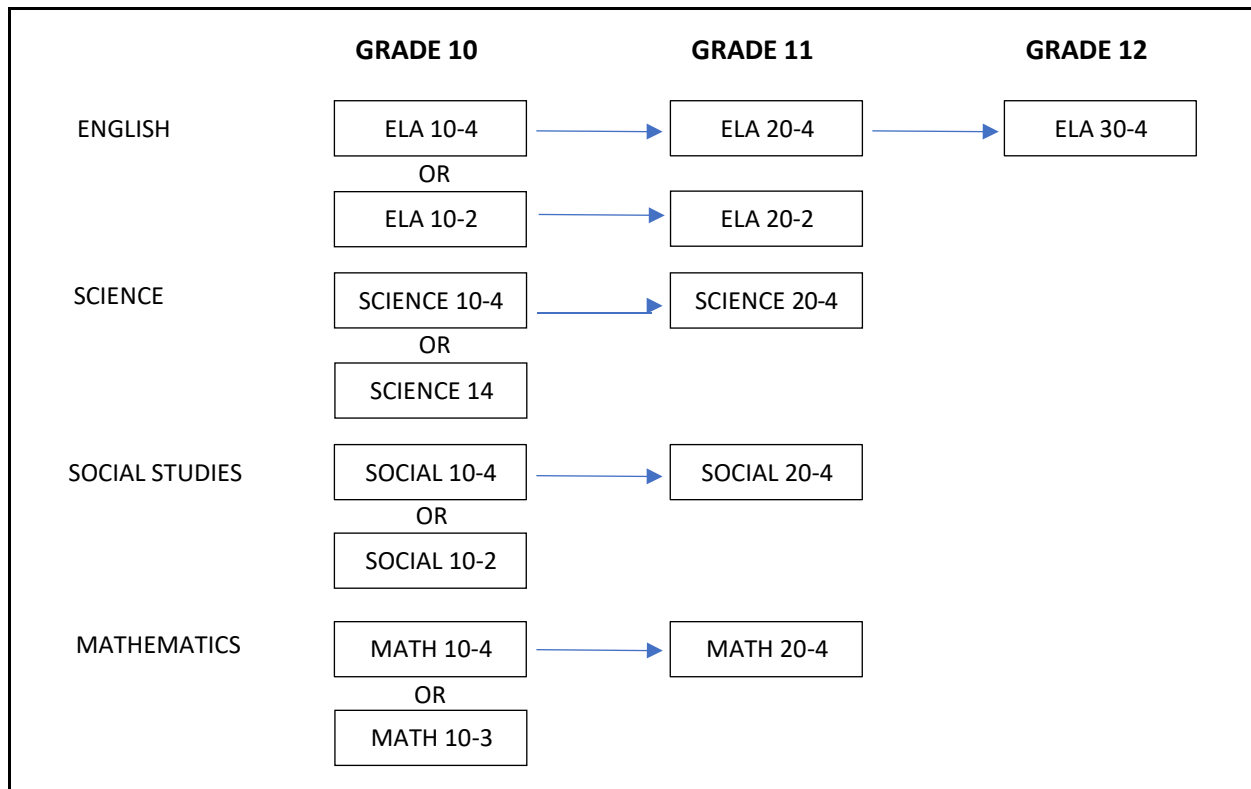 GRADE 10 GRADE 11 GRADE 12
ENGLISH ELA 10-4 ELA 20-4 ELA 30-4
OR
ELA 10-2 ELA 20-2
SCIENCE SCIENCE 10-4 SCIENCE 20-4
OR
SCIENCE 14
SOCIAL STUDIES SOCIAL 10-4 SOCIAL 20-4
OR
SOCIAL 10-2
MATHEMATICS MATH 10-4 MATH 20-4
OR
MATH 10-3